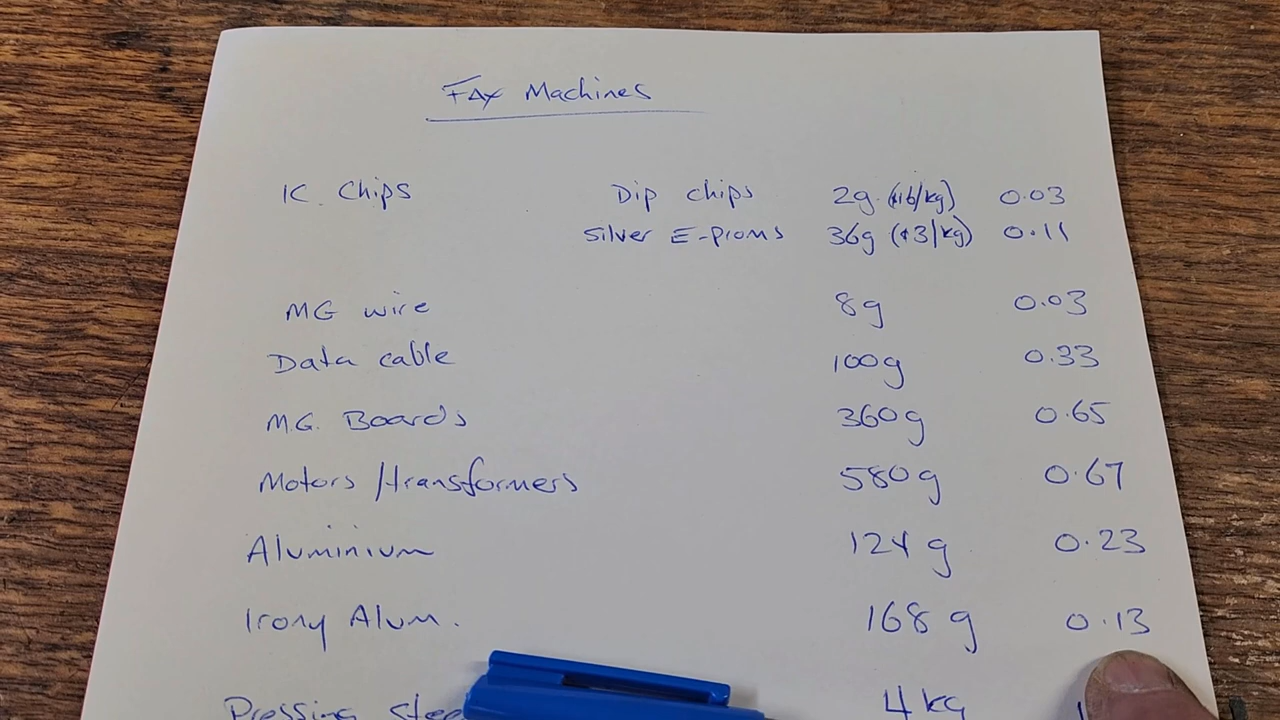 FAX Machines
IC. Chips Dip chips 2g. ($16/kg) 0.03
Silver E-proms 36g ($3/kg) 0.11
MG wire 8g 0.03
Data cable 100g 0.33
M.G. Boards 360g 0.65
Motors /transformers 580g 0.67
Aluminium 124g 0.23
Irony Alum. 168g 0.13
Pressing 4kg